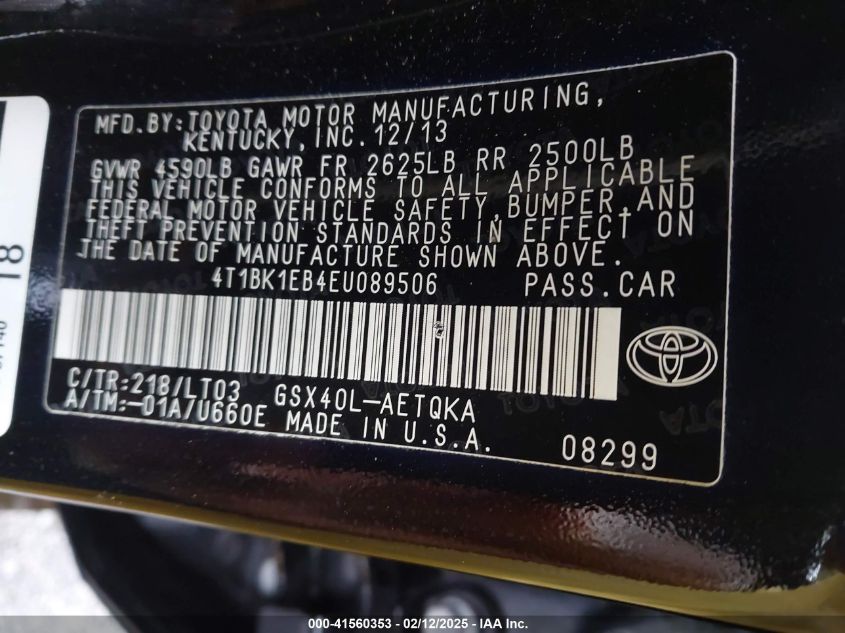 MFD.BY:TOYOTA MOTOR MANUFACTURING,
KENTUCKY,INC.12/13
GVWR 4590LB GAWR FR 2625LB RR 2500LB
THIS VEHICLE CONFORMS TO ALL APPLICABLE
FEDERAL MOTOR VEHICLE SAFETY,BUMPER,AND
THEFT PREVENTION STANDARDS IN EFFECT ON
THE DATE OF MANUFACTURE SHOWN ABOVE.
4T1BK1EB4EU089506 PASS.CAR
C/TR:218/LT03 GSX40L-AETQKA
A/TM:-01A/U660E MADE IN U.S.A.
08299
000-41560353 - 02/12/2025 - IAA Inc.